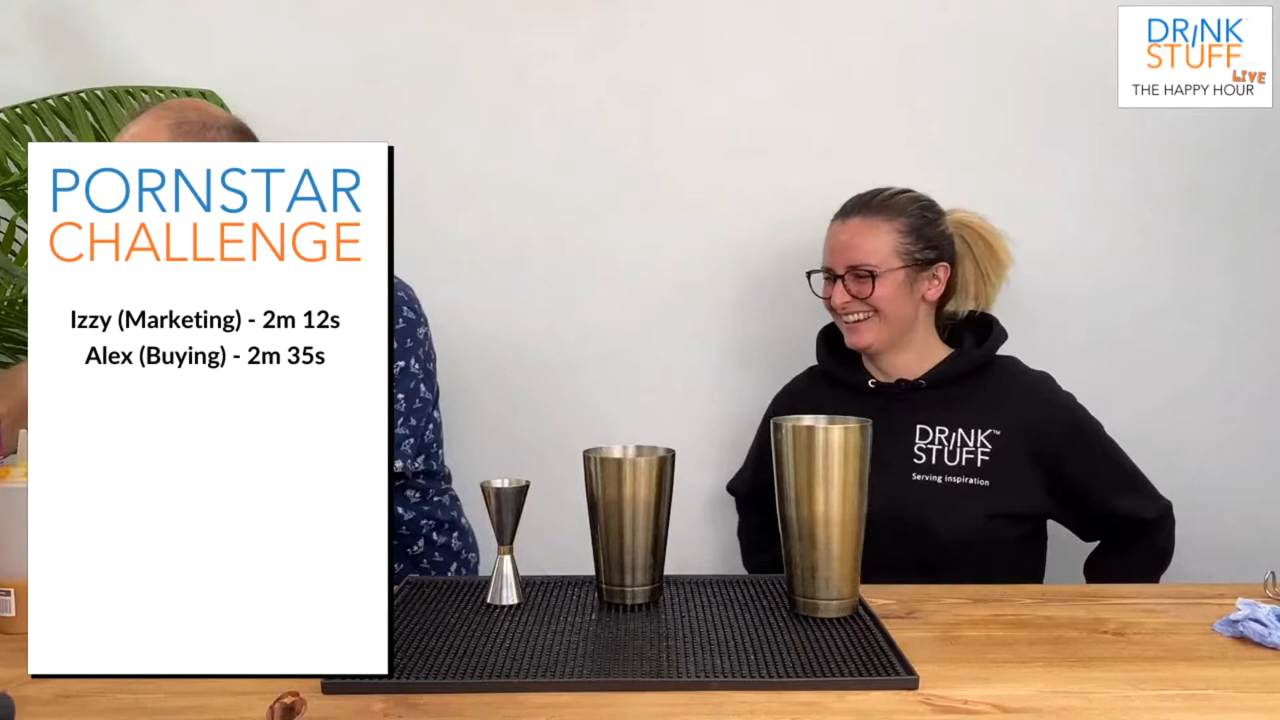 DRINK
STUFF
LIVE
THE HAPPY HOUR
PORNSTAR
CHALLENGE
Izzy (Marketing) - 2m 12s
Alex (Buying) - 2m 35s
DRINK™
STUFF
Serving inspiration